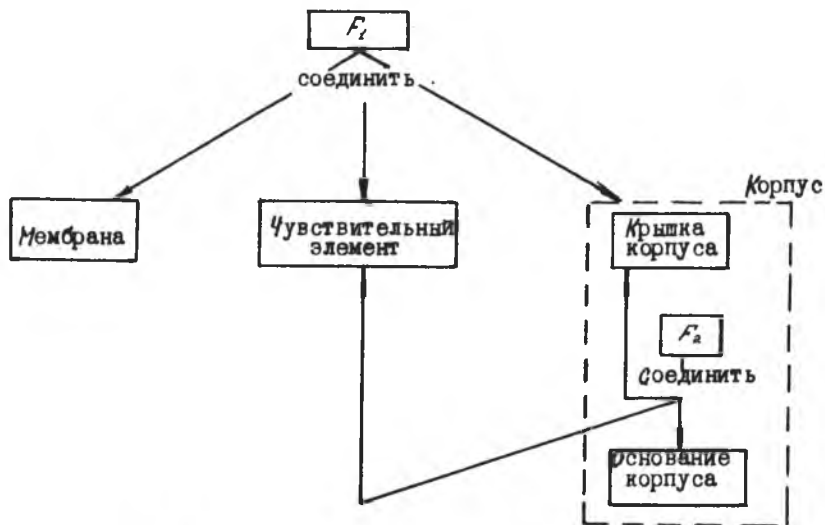 F₁
соединить
Корпус
Мембрана
Чувствительный
элемент
Крышка
корпуса
F₂
Соединить
Основание
корпуса